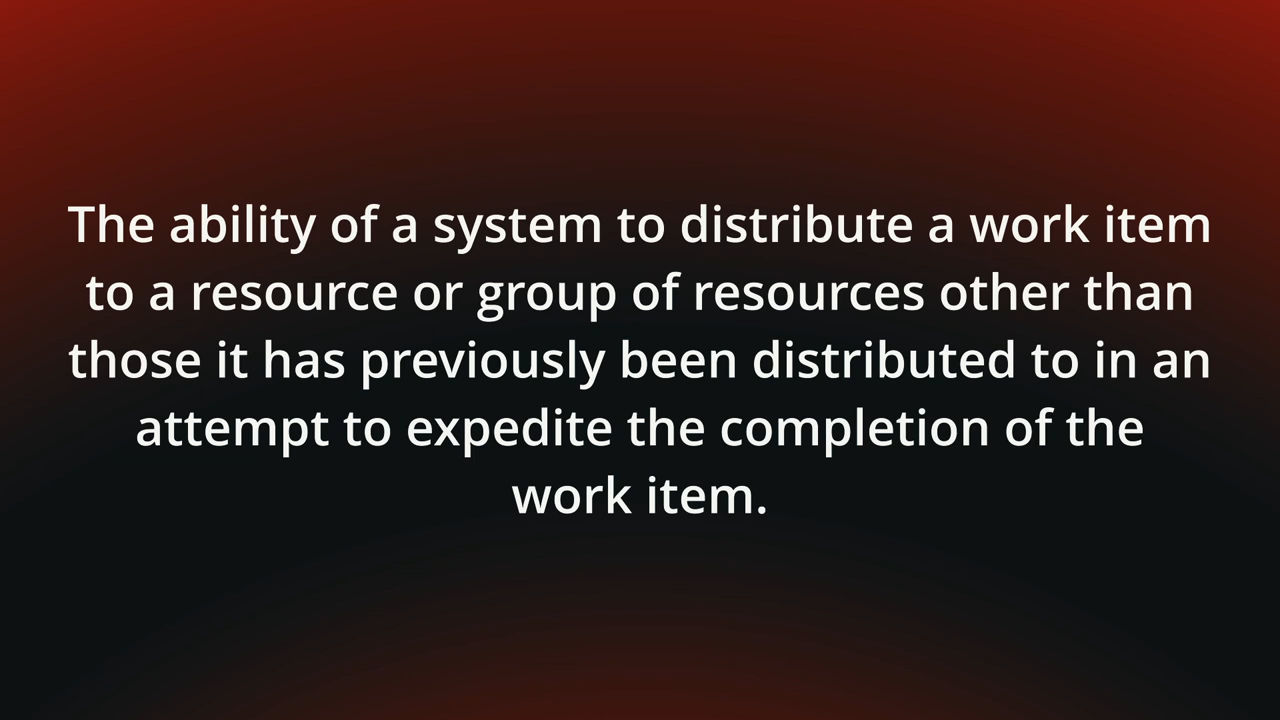 The ability of a system to distribute a work item
to a resource or group of resources other than
those it has previously been distributed to in an
attempt to expedite the completion of the
work item.